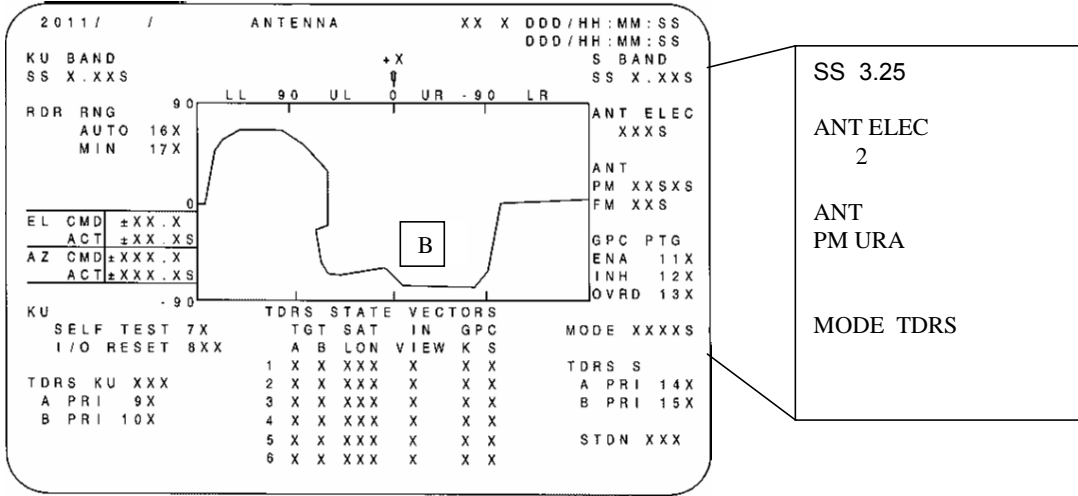 2011/ / ANTENNA XX X DDD/HH:MM:SS
DDD/HH:MM:SS
KU BAND +X S BAND
SS X.XXS SS X.XXS
LL 90 UL 0 UR -90 LR
RDR RNG 90 ANT ELEC
AUTO 16X XXXS
MIN 17X
ANT
PM XXSXS
0 FM XXS
EL CMD ±XX.X
ACT ±XX.XS B GPC PTG
AZ CMD ±XXX.X ENA 11X
ACT ±XXX.XS INH 12X
-90 OVRD 13X
KU TDRS STATE VECTORS
SELF TEST 7X TGT SAT IN GPC MODE XXXXS
I/O RESET 8XX A B LON VIEW K S
1 X X XXX X X X TDRS S
TDRS KU XXX 2 X X XXX X X X A PRI 14X
A PRI 9X 3 X X XXX X X X B PRI 15X
B PRI 10X 4 X X XXX X X X
5 X X XXX X X X STDN XXX
6 X X XXX X X X
SS 3.25
ANT ELEC
2
ANT
PM URA
MODE TDRS